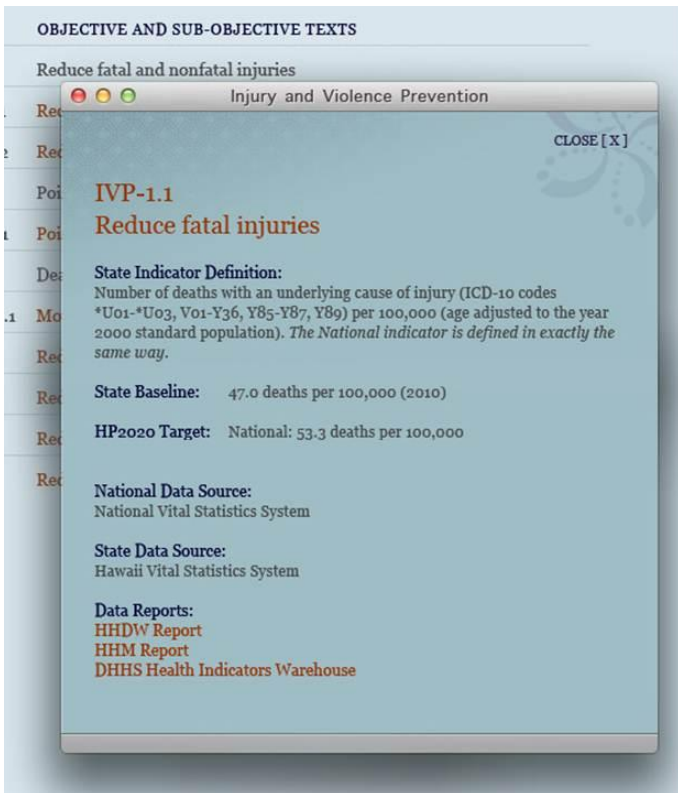 OBJECTIVE AND SUB-OBJECTIVE TEXTS
Reduce fatal and nonfatal injuries
Injury and Violence Prevention
CLOSE [ X ]
IVP-1.1
Reduce fatal injuries
State Indicator Definition:
Number of deaths with an underlying cause of injury (ICD-10 codes
*U01-*U03, V01-Y36, Y85-Y87, Y89) per 100,000 (age adjusted to the year
2000 standard population). The National indicator is defined in exactly the
same way.
State Baseline: 47.0 deaths per 100,000 (2010)
HP2020 Target: National: 53.3 deaths per 100,000
National Data Source:
National Vital Statistics System
State Data Source:
Hawaii Vital Statistics System
Data Reports:
HHDW Report
HHM Report
DHHS Health Indicators Warehouse